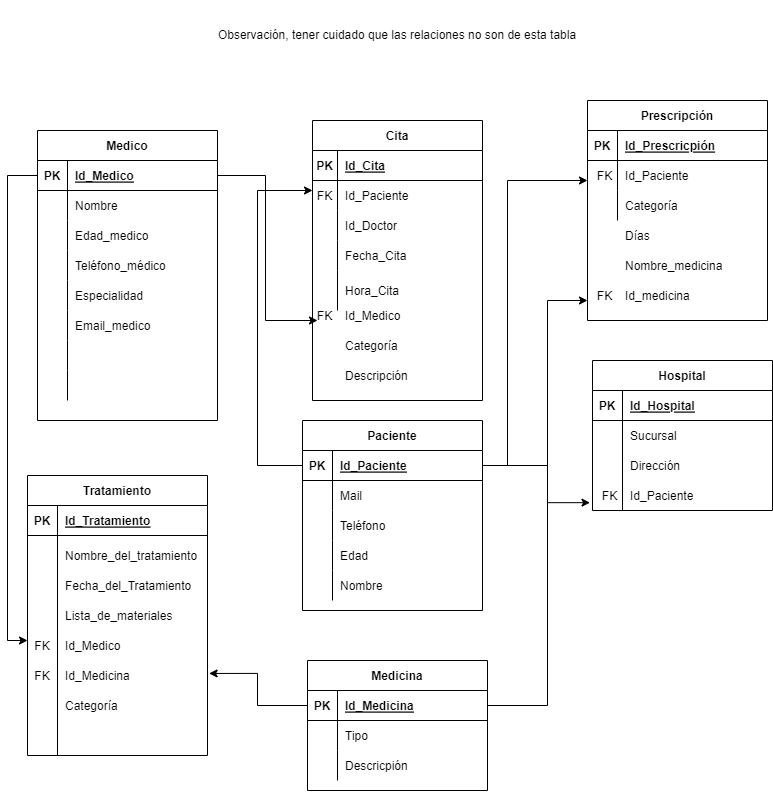 Observación, tener cuidado que las relaciones no son de esta tabla
Medico
PK Id_Medico
Nombre
Edad_medico
Teléfono_médico
Especialidad
Email_medico
Cita
PK Id_Cita
FK Id_Paciente
Id_Doctor
Fecha_Cita
Hora_Cita
FK Id_Medico
Categoría
Descripción
Prescripción
PK Id_Prescricpión
FK Id_Paciente
Categoría
Días
Nombre_medicina
FK Id_medicina
Hospital
PK Id_Hospital
Sucursal
Dirección
FK Id_Paciente
Paciente
PK Id_Paciente
Mail
Teléfono
Edad
Nombre
Tratamiento
PK Id_Tratamiento
Nombre_del_tratamiento
Fecha_del_Tratamiento
Lista_de_materiales
FK Id_Medico
FK Id_Medicina
Categoría
Medicina
PK Id_Medicina
Tipo
Descricpión